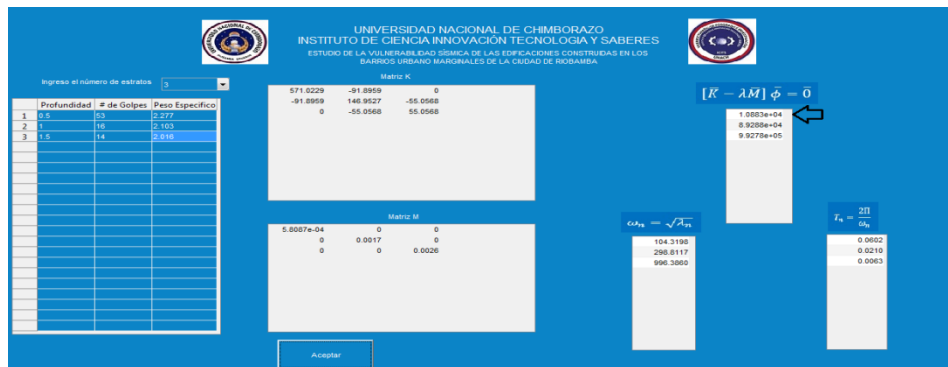 UNIVERSIDAD NACIONAL DE CHIMBORAZO
INSTITUTO DE CIENCIA INNOVACIÓN TECNOLOGIA Y SABERES
ESTUDIO DE LA VULNERABILIDAD SÍSMICA DE LAS EDIFICACIONES CONSTRUIDAS EN LOS
BARRIOS URBANO MARGINALES DE LA CIUDAD DE RIOBAMBA
Ingreso el número de estratos 3
Profundidad # de Golpes Peso Especifico
1 0.5 53 2.277
2 1 16 2.103
3 1.5 14 2.016
Matriz K
571.0229 -91.8959 0
-91.8959 146.9527 -55.0568
0 -55.0568 55.0568
Matriz M
5.8087e-04 0 0
0 0.0017 0
0 0 0.0026
Aceptar
[K̄ − λM̄] ϕ̄ = 0̄
1.0883e+04
8.9288e+04
9.9278e+05
ωn = √λn
104.3198
298.8117
996.3860
Tn = 2Π/ωn
0.0602
0.0210
0.0063